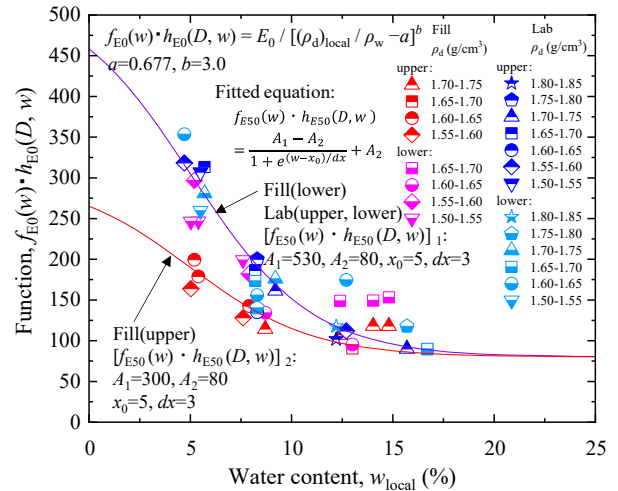 f_E0(w)・h_E0(D, w) = E_0 / [(ρ_d)_local / ρ_w −a]^b
a=0.677, b=3.0
Fitted equation:
f_E50(w) · h_E50(D, w)
= (A_1 − A_2) / (1 + e^((w−x_0)/dx)) + A_2
Fill(lower)
Lab(upper, lower)
[f_E50(w) · h_E50(D, w)]_1:
A_1=530, A_2=80, x_0=5, dx=3
Fill(upper)
[f_E50(w) · h_E50(D, w)]_2:
A_1=300, A_2=80
x_0=5, dx=3
Fill
ρ_d (g/cm³)
upper:
1.70-1.75
1.65-1.70
1.60-1.65
1.55-1.60
lower:
1.65-1.70
1.60-1.65
1.55-1.60
1.50-1.55
Lab
ρ_d (g/cm³)
upper:
1.80-1.85
1.75-1.80
1.70-1.75
1.65-1.70
1.60-1.65
1.55-1.60
1.50-1.55
lower:
1.80-1.85
1.75-1.80
1.70-1.75
1.65-1.70
1.60-1.65
1.50-1.55
Function, f_E0(w)・h_E0(D, w)
500
450
400
350
300
250
200
150
100
50
0
0 5 10 15 20 25
Water content, w_local (%)